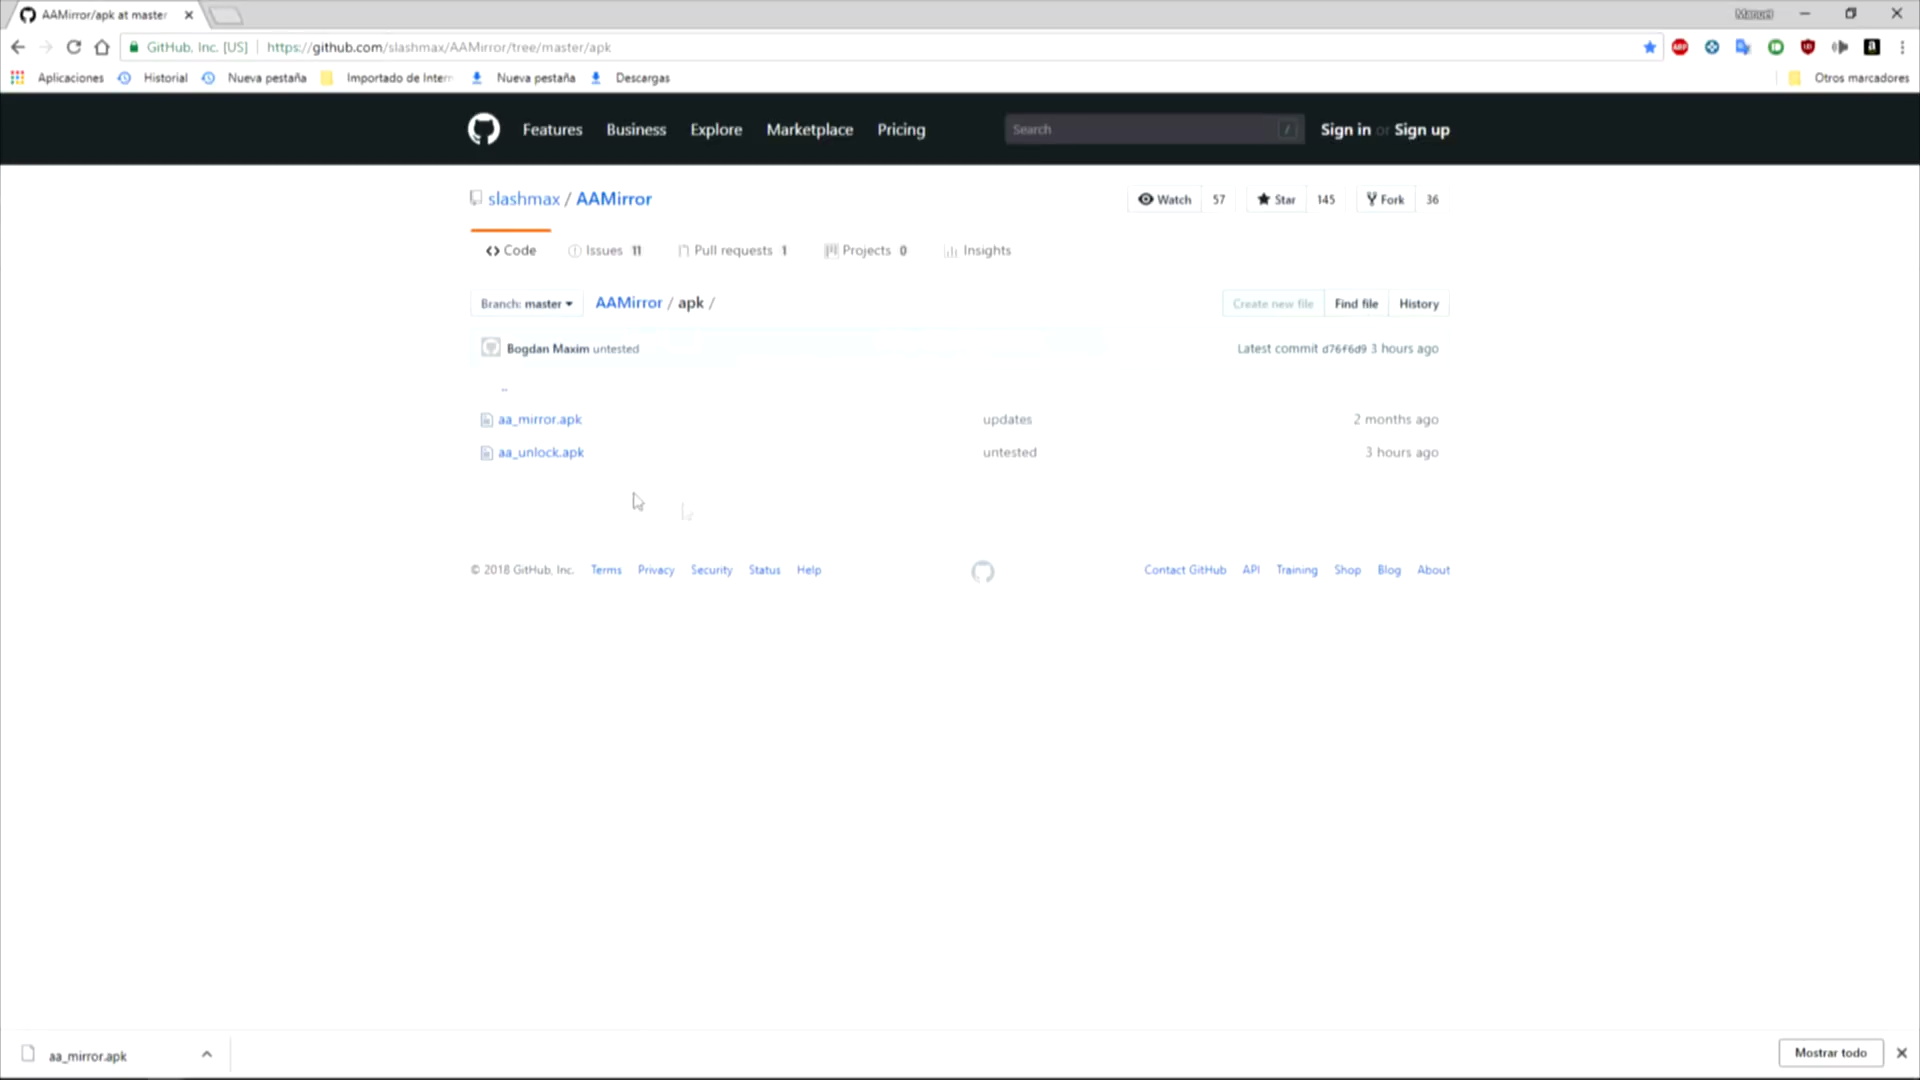 AAMirror/apk at master
Manuel
GitHub, Inc. [US] https://github.com/slashmax/AAMirror/tree/master/apk
ABP
Aplicaciones Historial Nueva pestaña Importado de Intern Nueva pestaña Descargas Otros marcadores
Features Business Explore Marketplace Pricing Search / Sign in or Sign up
slashmax / AAMirror Watch 57 Star 145 Fork 36
Code Issues 11 Pull requests 1 Projects 0 Insights
Branch: master AAMirror / apk / Create new file Find file History
Bogdan Maxim untested Latest commit d76f6d9 3 hours ago
..
aa_mirror.apk updates 2 months ago
aa_unlock.apk untested 3 hours ago
© 2018 GitHub, Inc. Terms Privacy Security Status Help Contact GitHub API Training Shop Blog About
aa_mirror.apk Mostrar todo